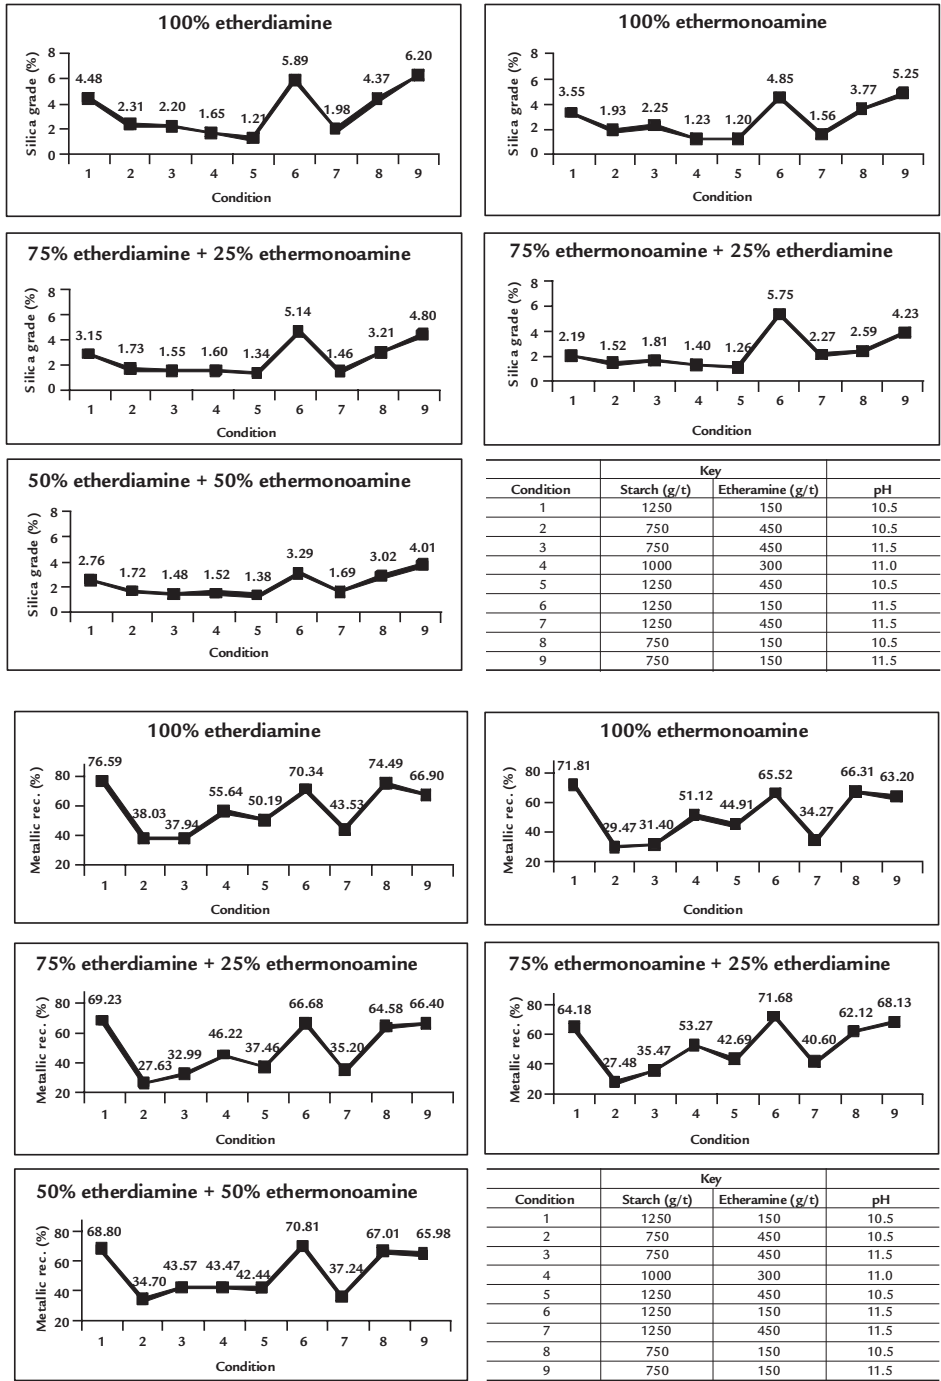 100% etherdiamine
Silica grade (%)
8
6
4
2
0
4.48
2.31
2.20
1.65
1.21
5.89
1.98
4.37
6.20
1 2 3 4 5 6 7 8 9
Condition
100% ethermonoamine
Silica grade (%)
8
6
4
2
0
3.55
1.93
2.25
1.23
1.20
4.85
1.56
3.77
5.25
1 2 3 4 5 6 7 8 9
Condition
75% etherdiamine + 25% ethermonoamine
Silica grade (%)
8
6
4
2
0
3.15
1.73
1.55
1.60
1.34
5.14
1.46
3.21
4.80
1 2 3 4 5 6 7 8 9
Condition
75% ethermonoamine + 25% etherdiamine
Silica grade (%)
8
6
4
2
0
2.19
1.52
1.81
1.40
1.26
5.75
2.27
2.59
4.23
1 2 3 4 5 6 7 8 9
Condition
50% etherdiamine + 50% ethermonoamine
Silica grade (%)
8
6
4
2
0
2.76
1.72
1.48
1.52
1.38
3.29
1.69
3.02
4.01
1 2 3 4 5 6 7 8 9
Condition
Key
Condition Starch (g/t) Etheramine (g/t) pH
1 1250 150 10.5
2 750 450 10.5
3 750 450 11.5
4 1000 300 11.0
5 1250 450 10.5
6 1250 150 11.5
7 1250 450 11.5
8 750 150 10.5
9 750 150 11.5
100% etherdiamine
Metallic rec. (%)
80
60
40
20
76.59
38.03
37.94
55.64
50.19
70.34
43.53
74.49
66.90
1 2 3 4 5 6 7 8 9
Condition
100% ethermonoamine
Metallic rec. (%)
80
60
40
20
71.81
29.47
31.40
51.12
44.91
65.52
34.27
66.31
63.20
1 2 3 4 5 6 7 8 9
Condition
75% etherdiamine + 25% ethermonoamine
Metallic rec. (%)
80
60
40
20
69.23
27.63
32.99
46.22
37.46
66.68
35.20
64.58
66.40
1 2 3 4 5 6 7 8 9
Condition
75% ethermonoamine + 25% etherdiamine
Metallic rec. (%)
80
60
40
20
64.18
27.48
35.47
53.27
42.69
71.68
40.60
62.12
68.13
1 2 3 4 5 6 7 8 9
Condition
50% etherdiamine + 50% ethermonoamine
Metallic rec. (%)
80
60
40
20
68.80
34.70
43.57
43.47
42.44
70.81
37.24
67.01
65.98
1 2 3 4 5 6 7 8 9
Condition
Key
Condition Starch (g/t) Etheramine (g/t) pH
1 1250 150 10.5
2 750 450 10.5
3 750 450 11.5
4 1000 300 11.0
5 1250 450 10.5
6 1250 150 11.5
7 1250 450 11.5
8 750 150 10.5
9 750 150 11.5